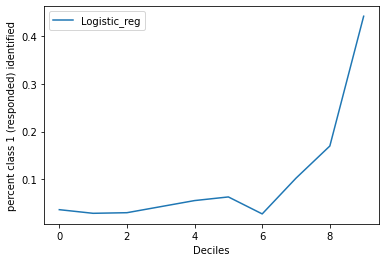 Logistic_reg
percent class 1 (responded) identified
0.4
0.3
0.2
0.1
0 2 4 6 8
Deciles